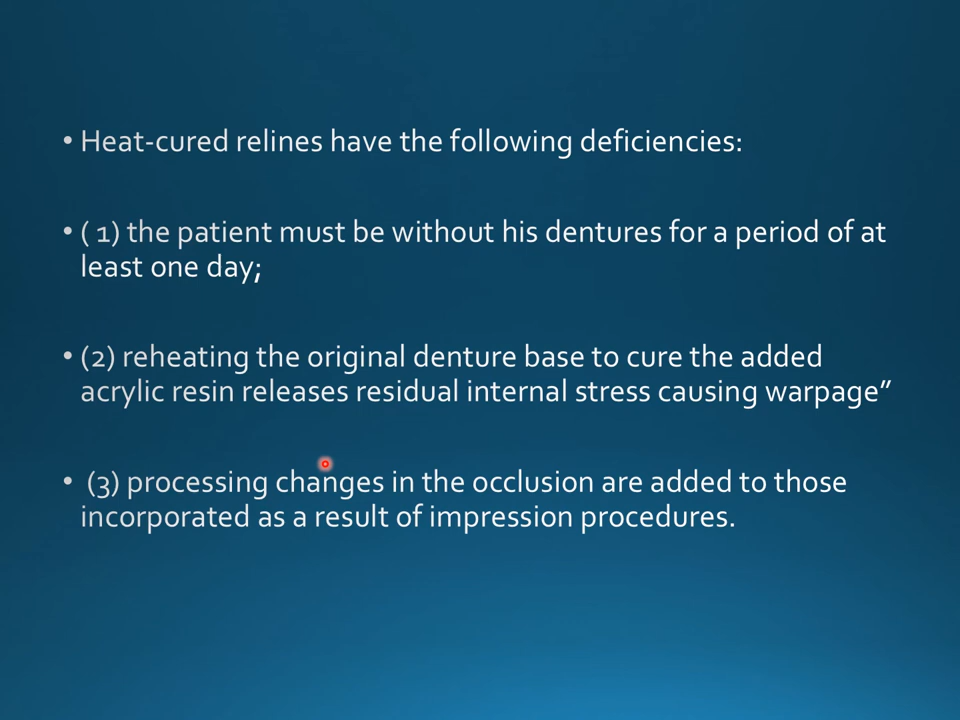 • Heat-cured relines have the following deficiencies:
• ( 1) the patient must be without his dentures for a period of at
least one day;
• (2) reheating the original denture base to cure the added
acrylic resin releases residual internal stress causing warpage”
• (3) processing changes in the occlusion are added to those
incorporated as a result of impression procedures.